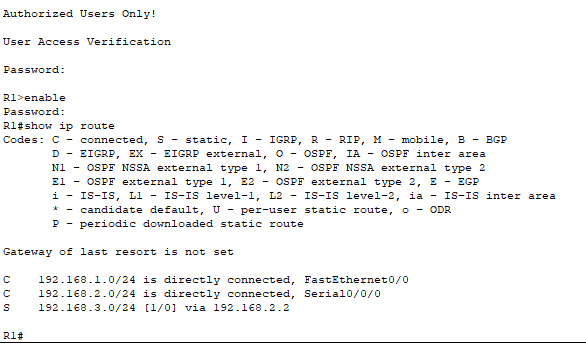 Authorized Users Only!
User Access Verification
Password:
R1>enable
Password:
R1#show ip route
Codes: C - connected, S - static, I - IGRP, R - RIP, M - mobile, B - BGP
D - EIGRP, EX - EIGRP external, O - OSPF, IA - OSPF inter area
N1 - OSPF NSSA external type 1, N2 - OSPF NSSA external type 2
E1 - OSPF external type 1, E2 - OSPF external type 2, E - EGP
i - IS-IS, L1 - IS-IS level-1, L2 - IS-IS level-2, ia - IS-IS inter area
* - candidate default, U - per-user static route, o - ODR
P - periodic downloaded static route
Gateway of last resort is not set
C 192.168.1.0/24 is directly connected, FastEthernet0/0
C 192.168.2.0/24 is directly connected, Serial0/0/0
S 192.168.3.0/24 [1/0] via 192.168.2.2
R1#